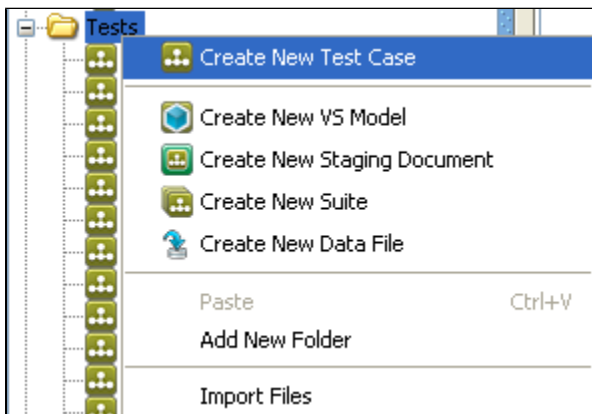 Tests
Create New Test Case
Create New VS Model
Create New Staging Document
Create New Suite
Create New Data File
Paste Ctrl+V
Add New Folder
Import Files